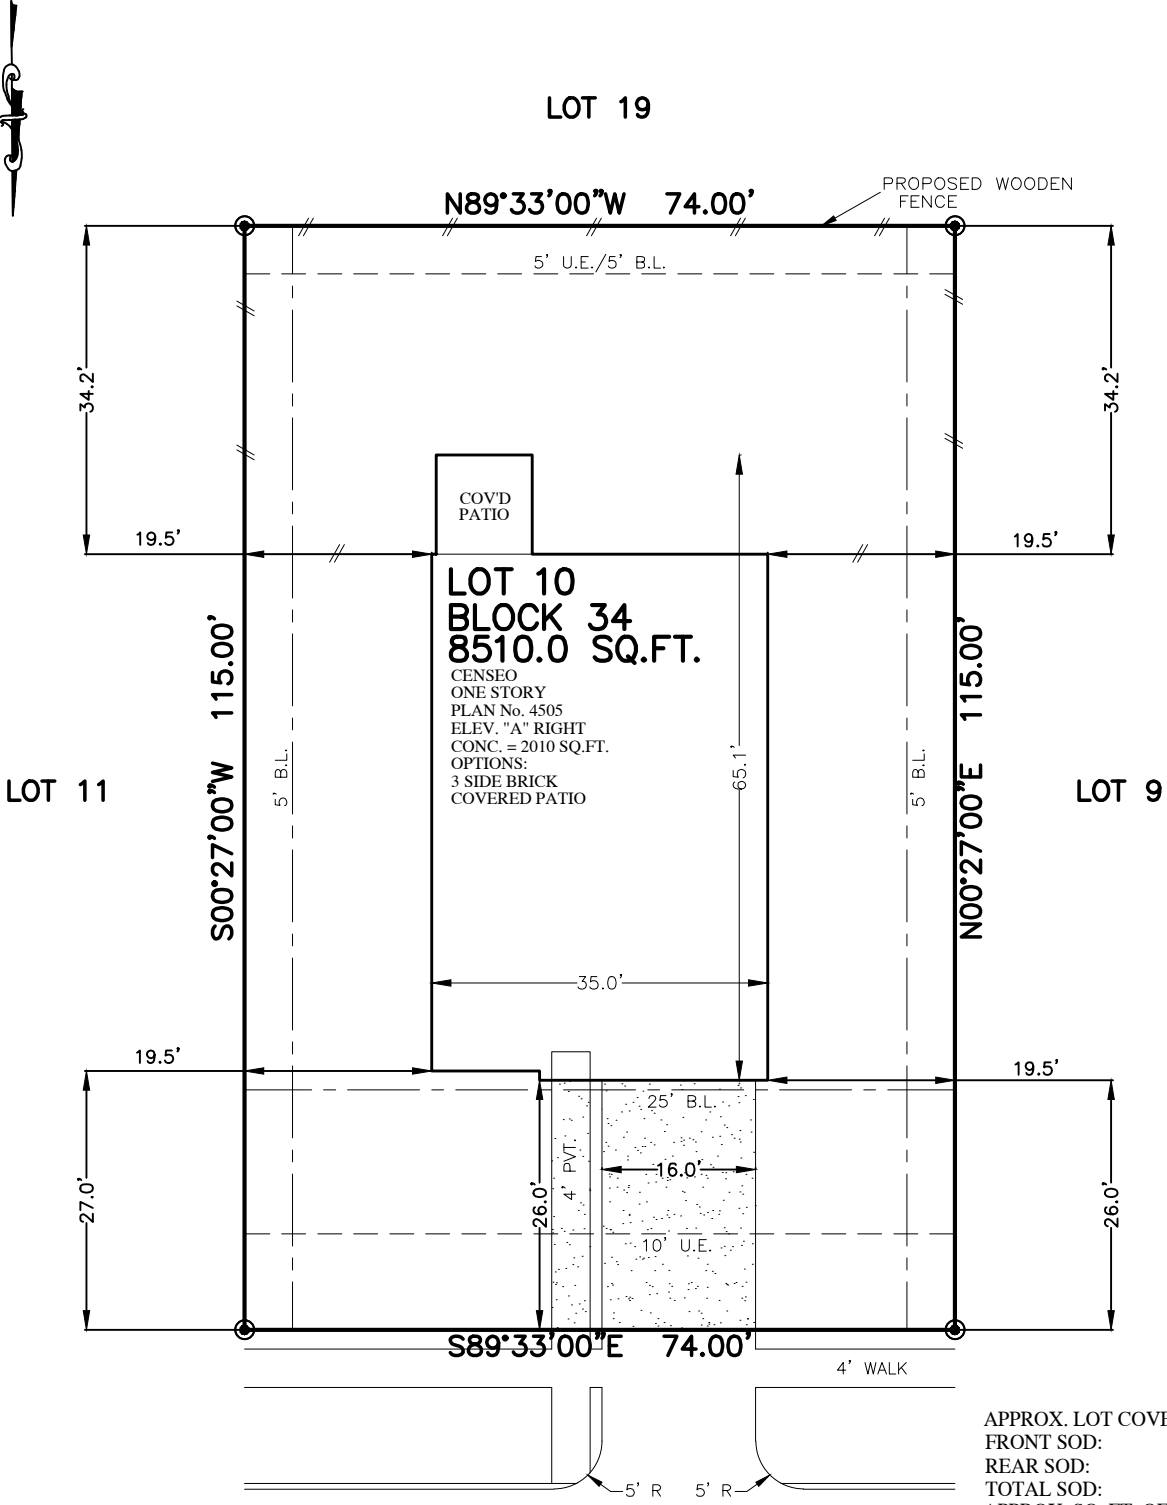 LOT 19
PROPOSED WOODEN
FENCE
N89°33'00"W 74.00'
5' U.E./5' B.L.
34.2'
34.2'
COV'D
PATIO
19.5'
19.5'
LOT 10
BLOCK 34
8510.0 SQ.FT.
CENSEO
ONE STORY
PLAN No. 4505
ELEV. "A" RIGHT
CONC. = 2010 SQ.FT.
OPTIONS:
3 SIDE BRICK
COVERED PATIO
S00°27'00"W 115.00'
5' B.L.
65.1'
5' B.L.
N00°27'00"E 115.00'
LOT 11
LOT 9
35.0'
19.5'
19.5'
25' B.L.
4' PVT.
16.0'
27.0'
26.0'
26.0'
10' U.E.
S89°33'00"E 74.00'
4' WALK
APPROX. LOT COVE
FRONT SOD:
REAR SOD:
TOTAL SOD:
5' R
5' R